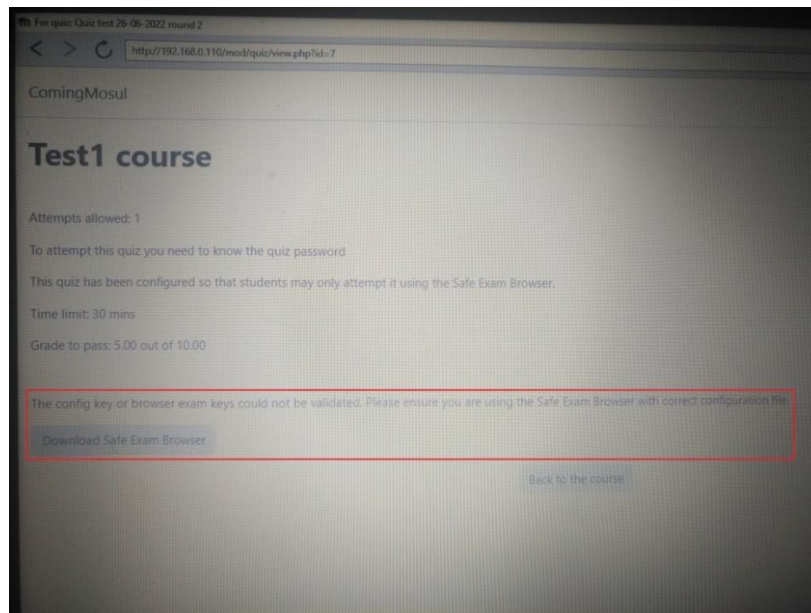 For quiz: Quiz test 26-06-2022 round 2
http://192.168.0.110/mod/quiz/view.php?id=7
ComingMosul
Test1 course
Attempts allowed: 1
To attempt this quiz you need to know the quiz password
This quiz has been configured so that students may only attempt it using the Safe Exam Browser.
Time limit: 30 mins
Grade to pass: 5.00 out of 10.00
The config key or browser exam keys could not be validated. Please ensure you are using the Safe Exam Browser with correct configuration file.
Download Safe Exam Browser
Back to the course